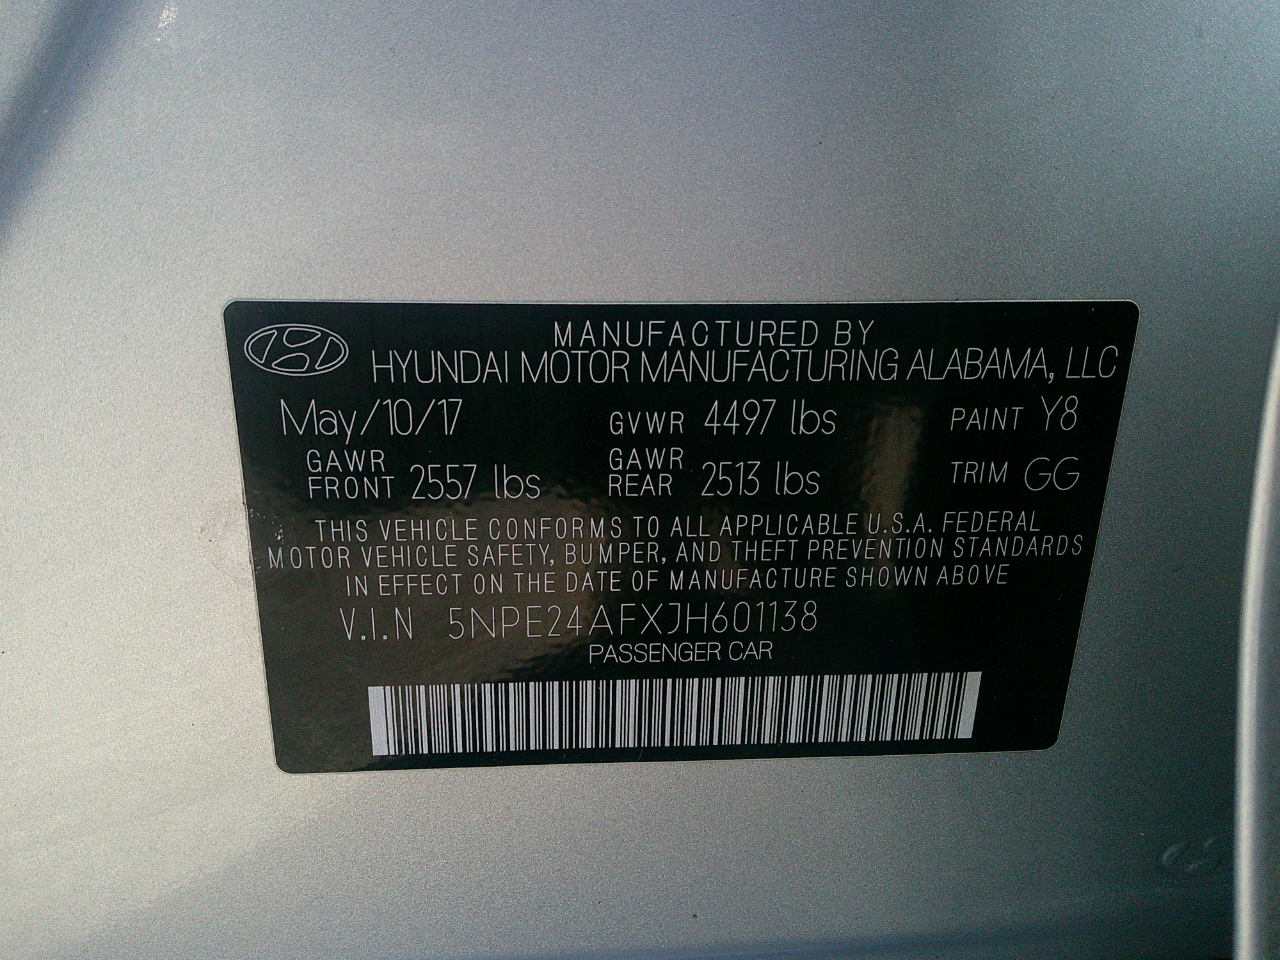 MANUFACTURED BY
HYUNDAI MOTOR MANUFACTURING ALABAMA, LLC
May/10/17 GVWR 4497 lbs PAINT Y8
GAWR FRONT 2557 lbs GAWR REAR 2513 lbs TRIM GG
THIS VEHICLE CONFORMS TO ALL APPLICABLE U.S.A. FEDERAL
MOTOR VEHICLE SAFETY, BUMPER, AND THEFT PREVENTION STANDARDS
IN EFFECT ON THE DATE OF MANUFACTURE SHOWN ABOVE
V.I.N 5NPE24AFXJH601138
PASSENGER CAR